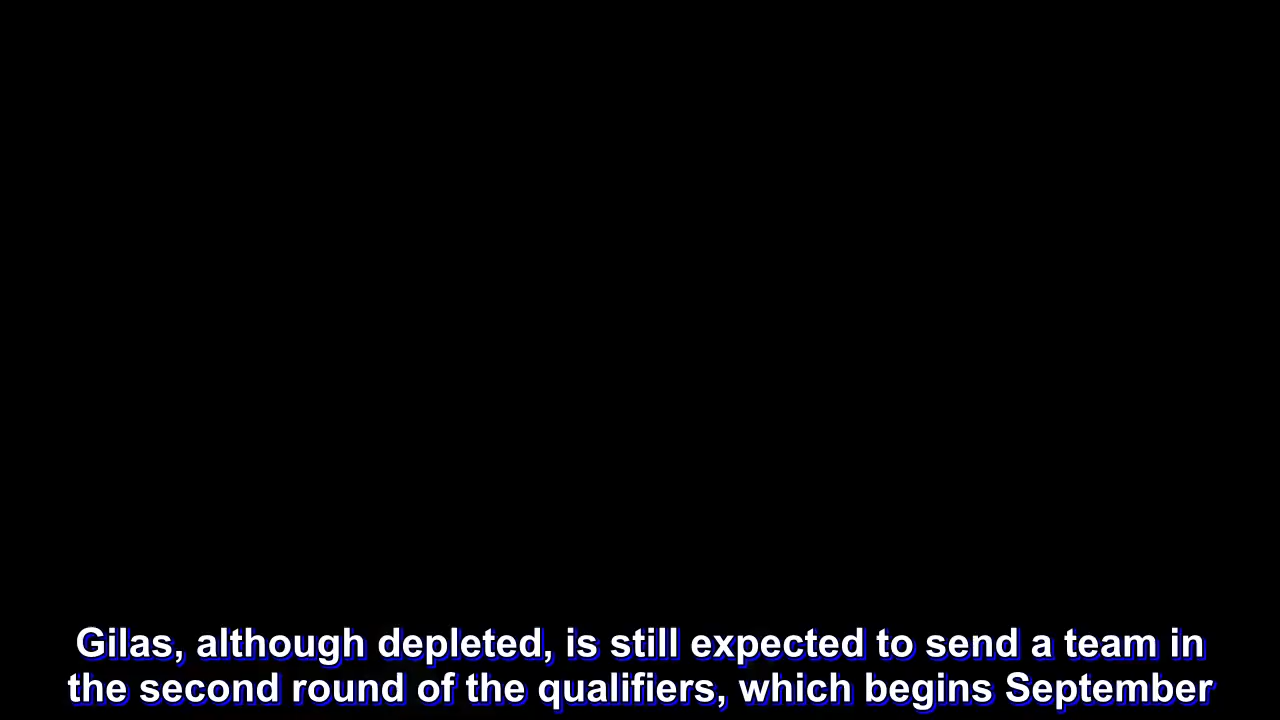 Gilas, although depleted, is still expected to send a team in
the second round of the qualifiers, which begins September